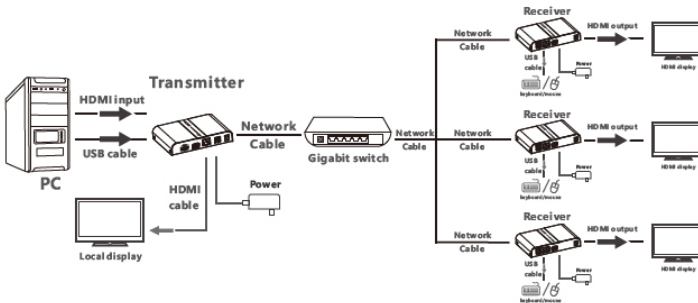 Transmitter
HDMI input
USB cable
PC
HDMI
cable
Power
Local display
Network
Cable
Gigabit switch
Network
Cable
Network
Cable
Receiver
HDMI output
USB
cable
Power
keyboard/mouse
HDMI display
Network
Cable
Receiver
HDMI output
USB
cable
Power
keyboard/mouse
HDMI display
Network
Cable
Receiver
HDMI output
USB
cable
Power
keyboard/mouse
HDMI display